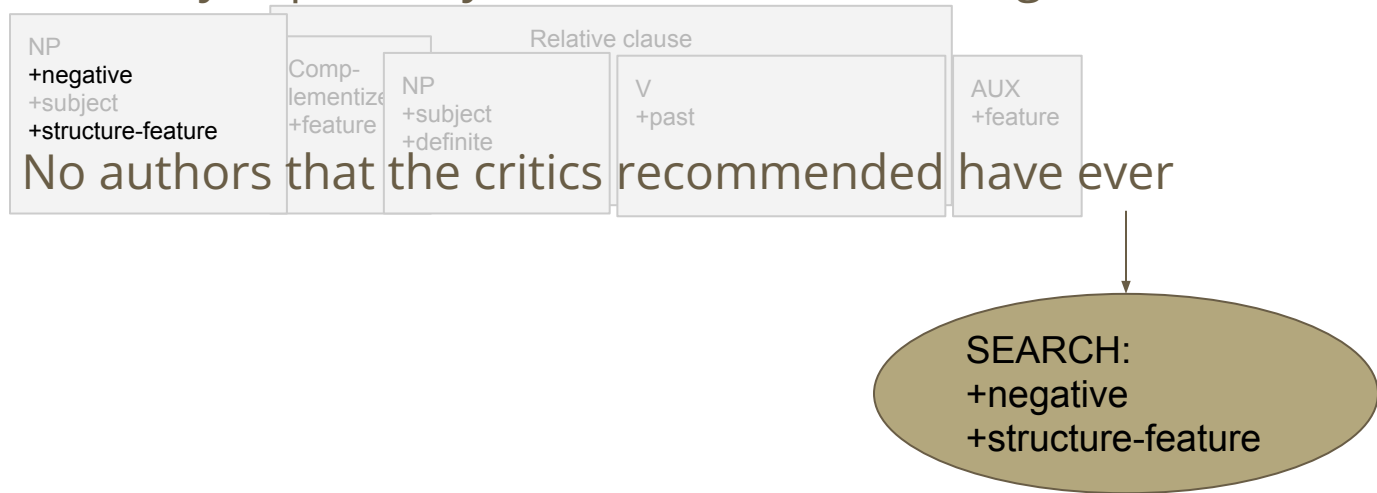 Relative clause
NP
+negative
+subject
+structure-feature
Comp-
lementize
+feature
NP
+subject
+definite
V
+past
AUX
+feature
No authors that the critics recommended have ever
SEARCH:
+negative
+structure-feature